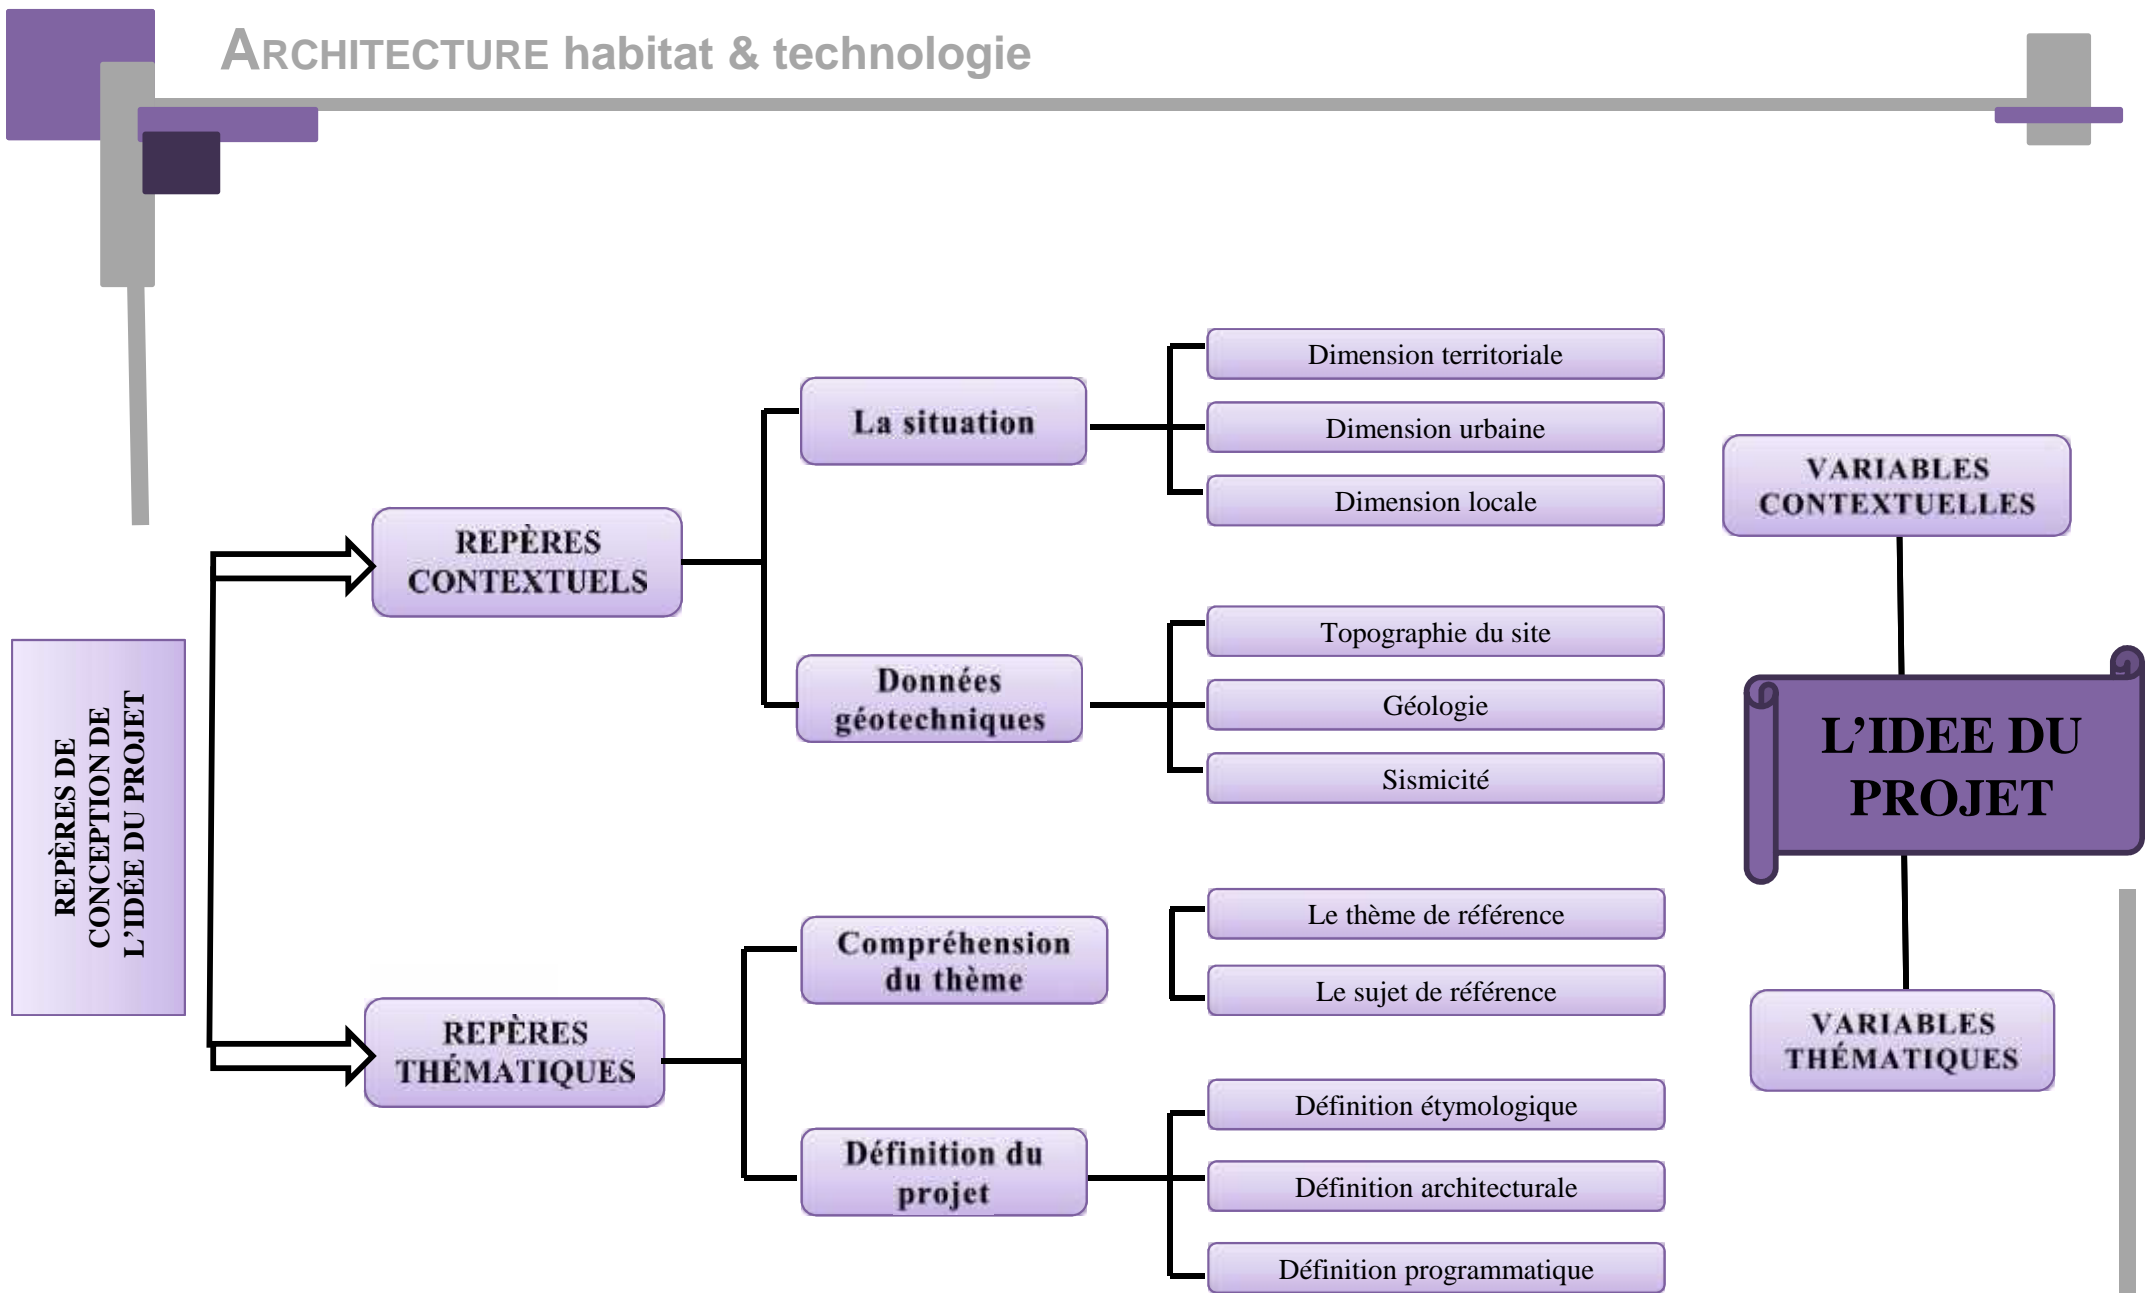 ARCHITECTURE habitat & technologie
REPÈRES DE
CONCEPTION DE
L'IDÉE DU PROJET
REPÈRES
CONTEXTUELS
La situation
Dimension territoriale
Dimension urbaine
Dimension locale
Données
géotechniques
Topographie du site
Géologie
Sismicité
REPÈRES
THÉMATIQUES
Compréhension
du thème
Le thème de référence
Le sujet de référence
Définition du
projet
Définition étymologique
Définition architecturale
Définition programmatique
VARIABLES
CONTEXTUELLES
L'IDEE DU
PROJET
VARIABLES
THÉMATIQUES